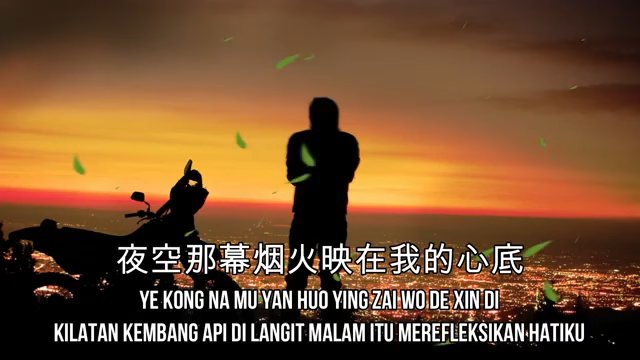 夜空那幕烟火映在我的心底
YE KONG NA MU YAN HUO YING ZAI WO DE XIN DI
KILATAN KEMBANG API DI LANGIT MALAM ITU MEREFLEKSIKAN HATIKU